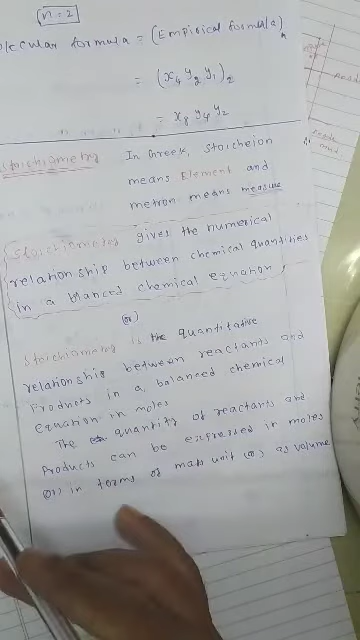 n = 2
lecular formula = (Empirical formula)n
= (x4 y2 y1)2
= x8 y4 y2
Stoichiometry In Greek, Stoicheion
means Element and
metron means measure
Stoichiometry gives the numerical
relationship between chemical quantities
in a blanced chemical equation
(or)
Stoichiometry is the quantitative
relationship between reactants and
Products in a balanced chemical
equation in moles
The quantity of reactants and
Products can be expressed in moles
(or) in terms of mass unit (or) as volume